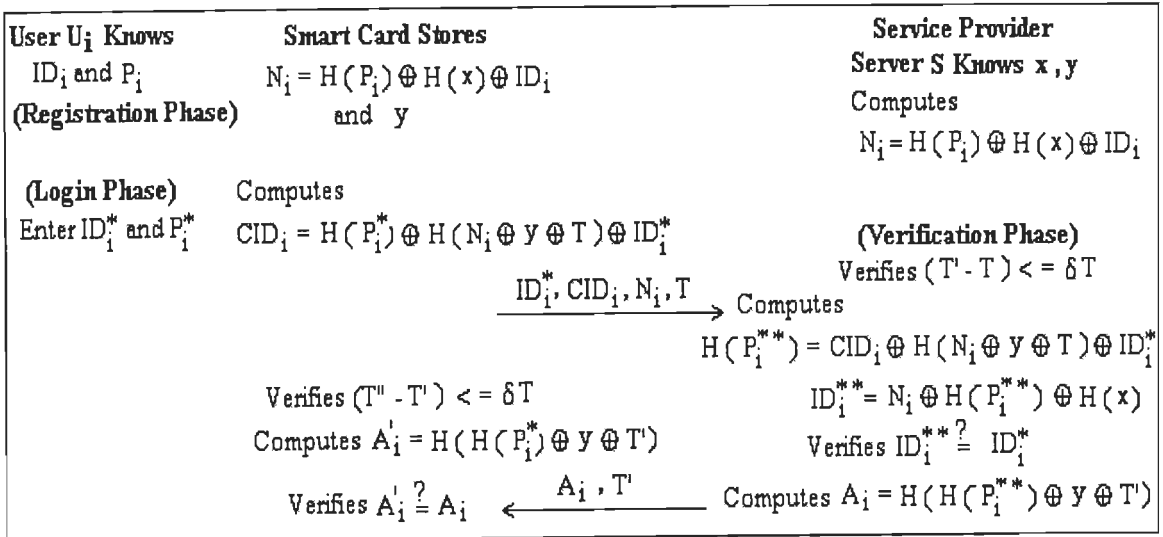 User Uᵢ Knows
IDᵢ and Pᵢ
(Registration Phase)
Smart Card Stores
Nᵢ = H(Pᵢ) ⊕ H(x) ⊕ IDᵢ
and y
Service Provider
Server S Knows x, y
Computes
Nᵢ = H(Pᵢ) ⊕ H(x) ⊕ IDᵢ
(Login Phase)
Enter IDᵢ* and Pᵢ*
Computes
CIDᵢ = H(Pᵢ*) ⊕ H(Nᵢ ⊕ y ⊕ T) ⊕ IDᵢ*
IDᵢ*, CIDᵢ, Nᵢ, T
(Verification Phase)
Verifies (T' - T) <= δT
Computes
H(Pᵢ**) = CIDᵢ ⊕ H(Nᵢ ⊕ y ⊕ T) ⊕ IDᵢ*
IDᵢ** = Nᵢ ⊕ H(Pᵢ**) ⊕ H(x)
Verifies IDᵢ** ≟ IDᵢ*
Computes Aᵢ = H(H(Pᵢ**) ⊕ y ⊕ T')
Aᵢ, T'
Verifies (T'' - T') <= δT
Computes Aᵢ' = H(H(Pᵢ*) ⊕ y ⊕ T')
Verifies Aᵢ' ≟ Aᵢ